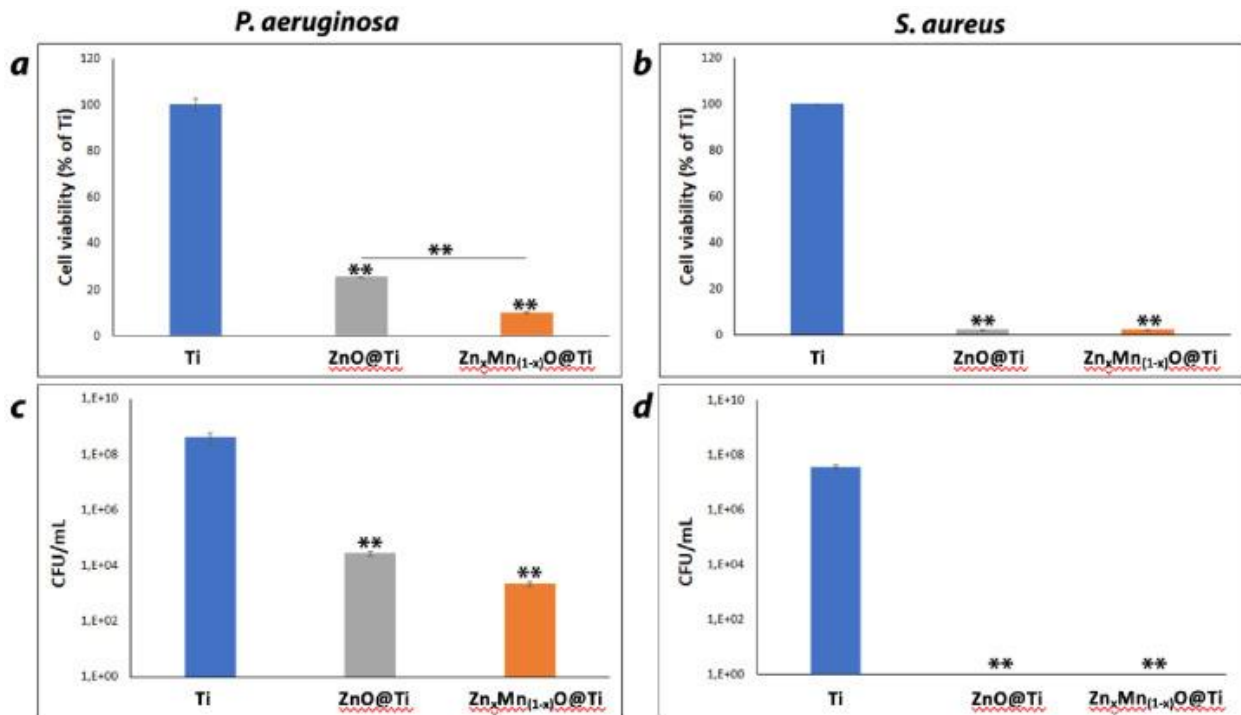 P. aeruginosa
S. aureus
a
Cell viability (% of Ti)
120
100
80
60
40
20
0
**
**
**
Ti
ZnO@Ti
ZnxMn(1-x)O@Ti
b
Cell viability (% of Ti)
120
100
80
60
40
20
0
**
**
Ti
ZnO@Ti
ZnxMn(1-x)O@Ti
c
CFU/mL
1,E+10
1,E+08
1,E+06
1,E+04
1,E+02
1,E+00
**
**
Ti
ZnO@Ti
ZnxMn(1-x)O@Ti
d
CFU/mL
1,E+10
1,E+08
1,E+06
1,E+04
1,E+02
1,E+00
**
**
Ti
ZnO@Ti
ZnxMn(1-x)O@Ti